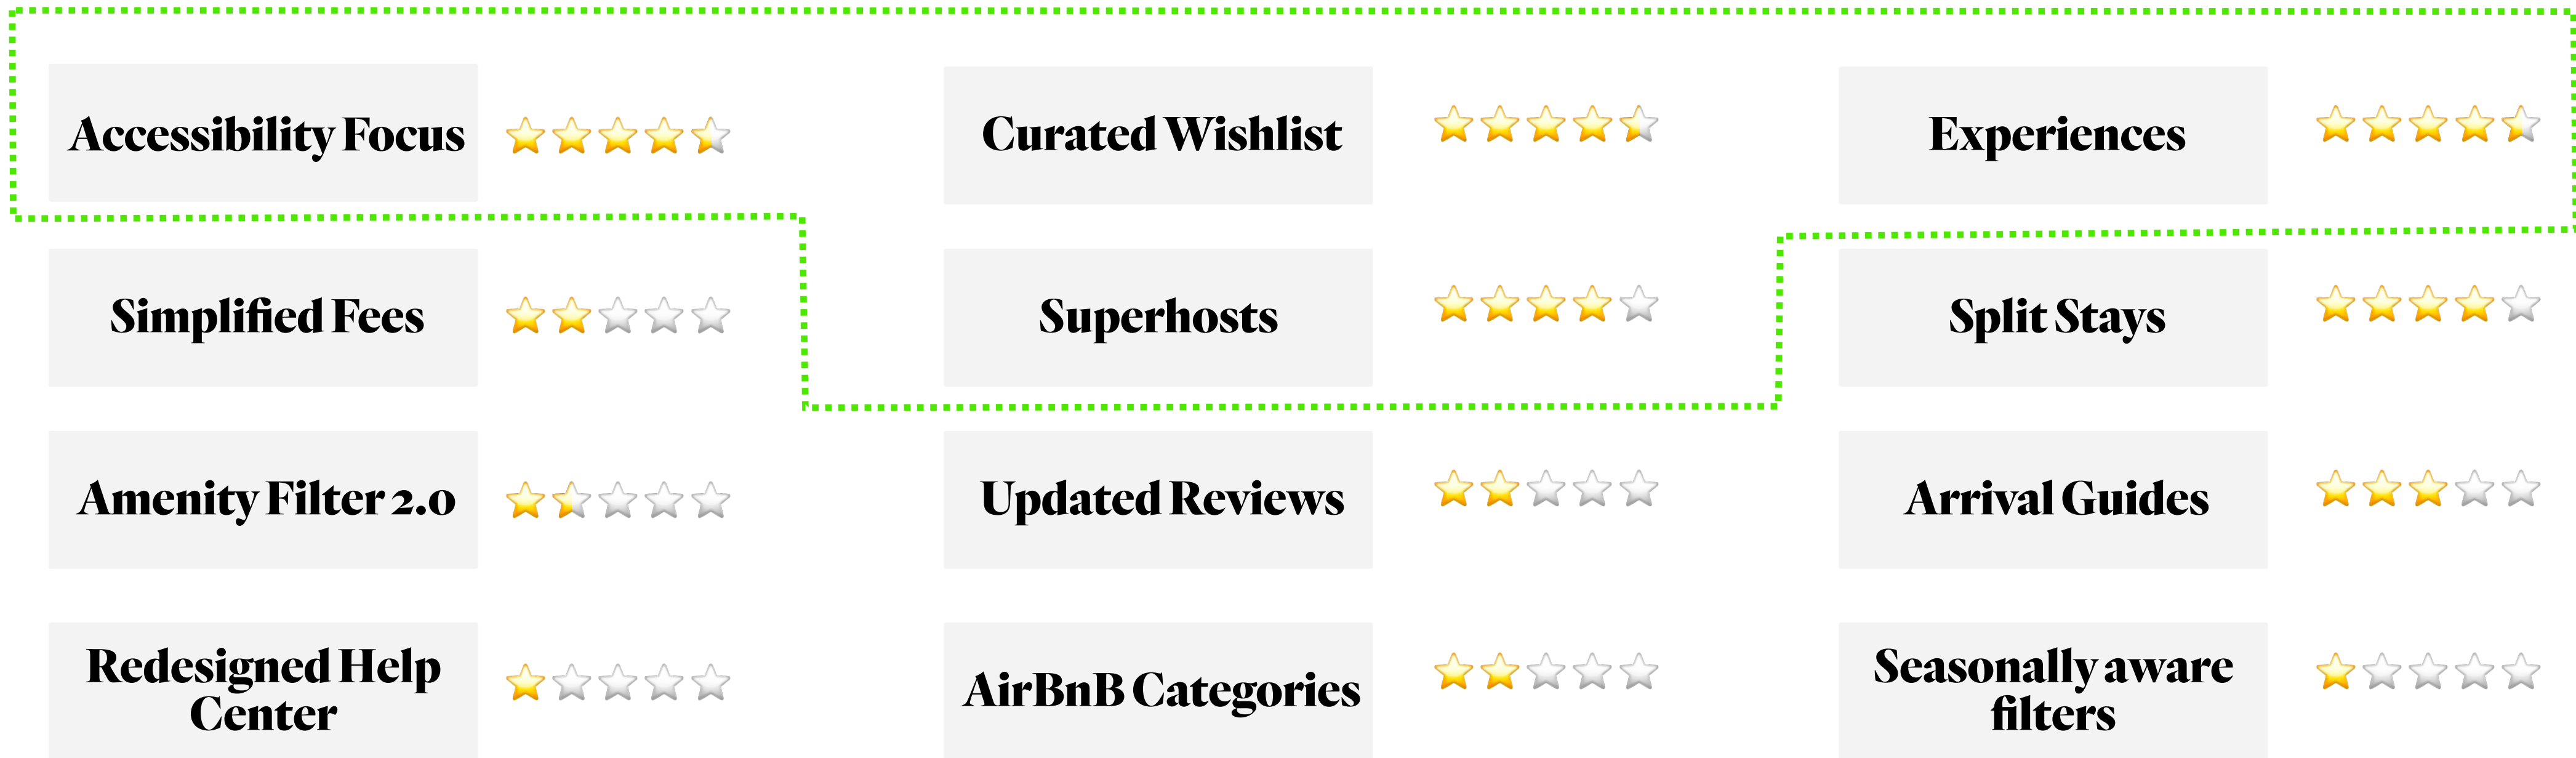 Accessibility Focus
Curated Wishlist
Experiences
Simplified Fees
Superhosts
Split Stays
Amenity Filter 2.0
Updated Reviews
Arrival Guides
Redesigned Help
Center
AirBnB Categories
Seasonally aware
filters